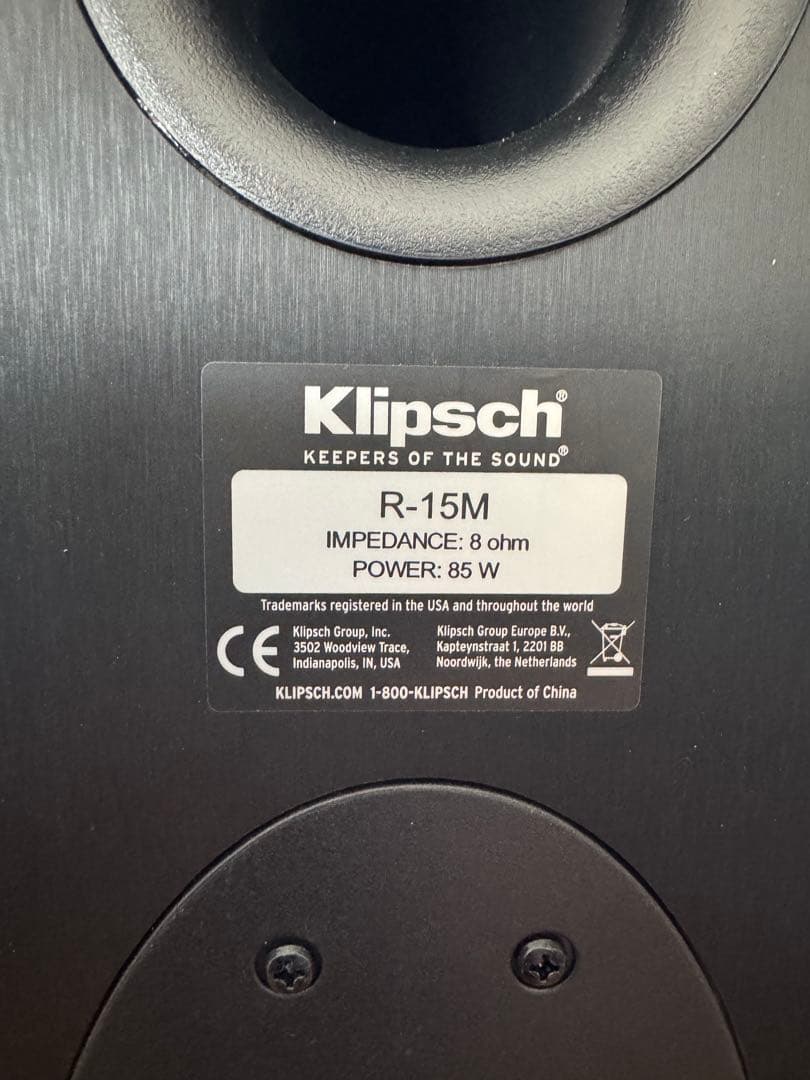 Klipsch®
KEEPERS OF THE SOUND®
R-15M
IMPEDANCE: 8 ohm
POWER: 85 W
Trademarks registered in the USA and throughout the world
CE
Klipsch Group, Inc.
3502 Woodview Trace,
Indianapolis, IN, USA
Klipsch Group Europe B.V.,
Kapteynstraat 1, 2201 BB
Noordwijk, the Netherlands
KLIPSCH.COM 1-800-KLIPSCH Product of China